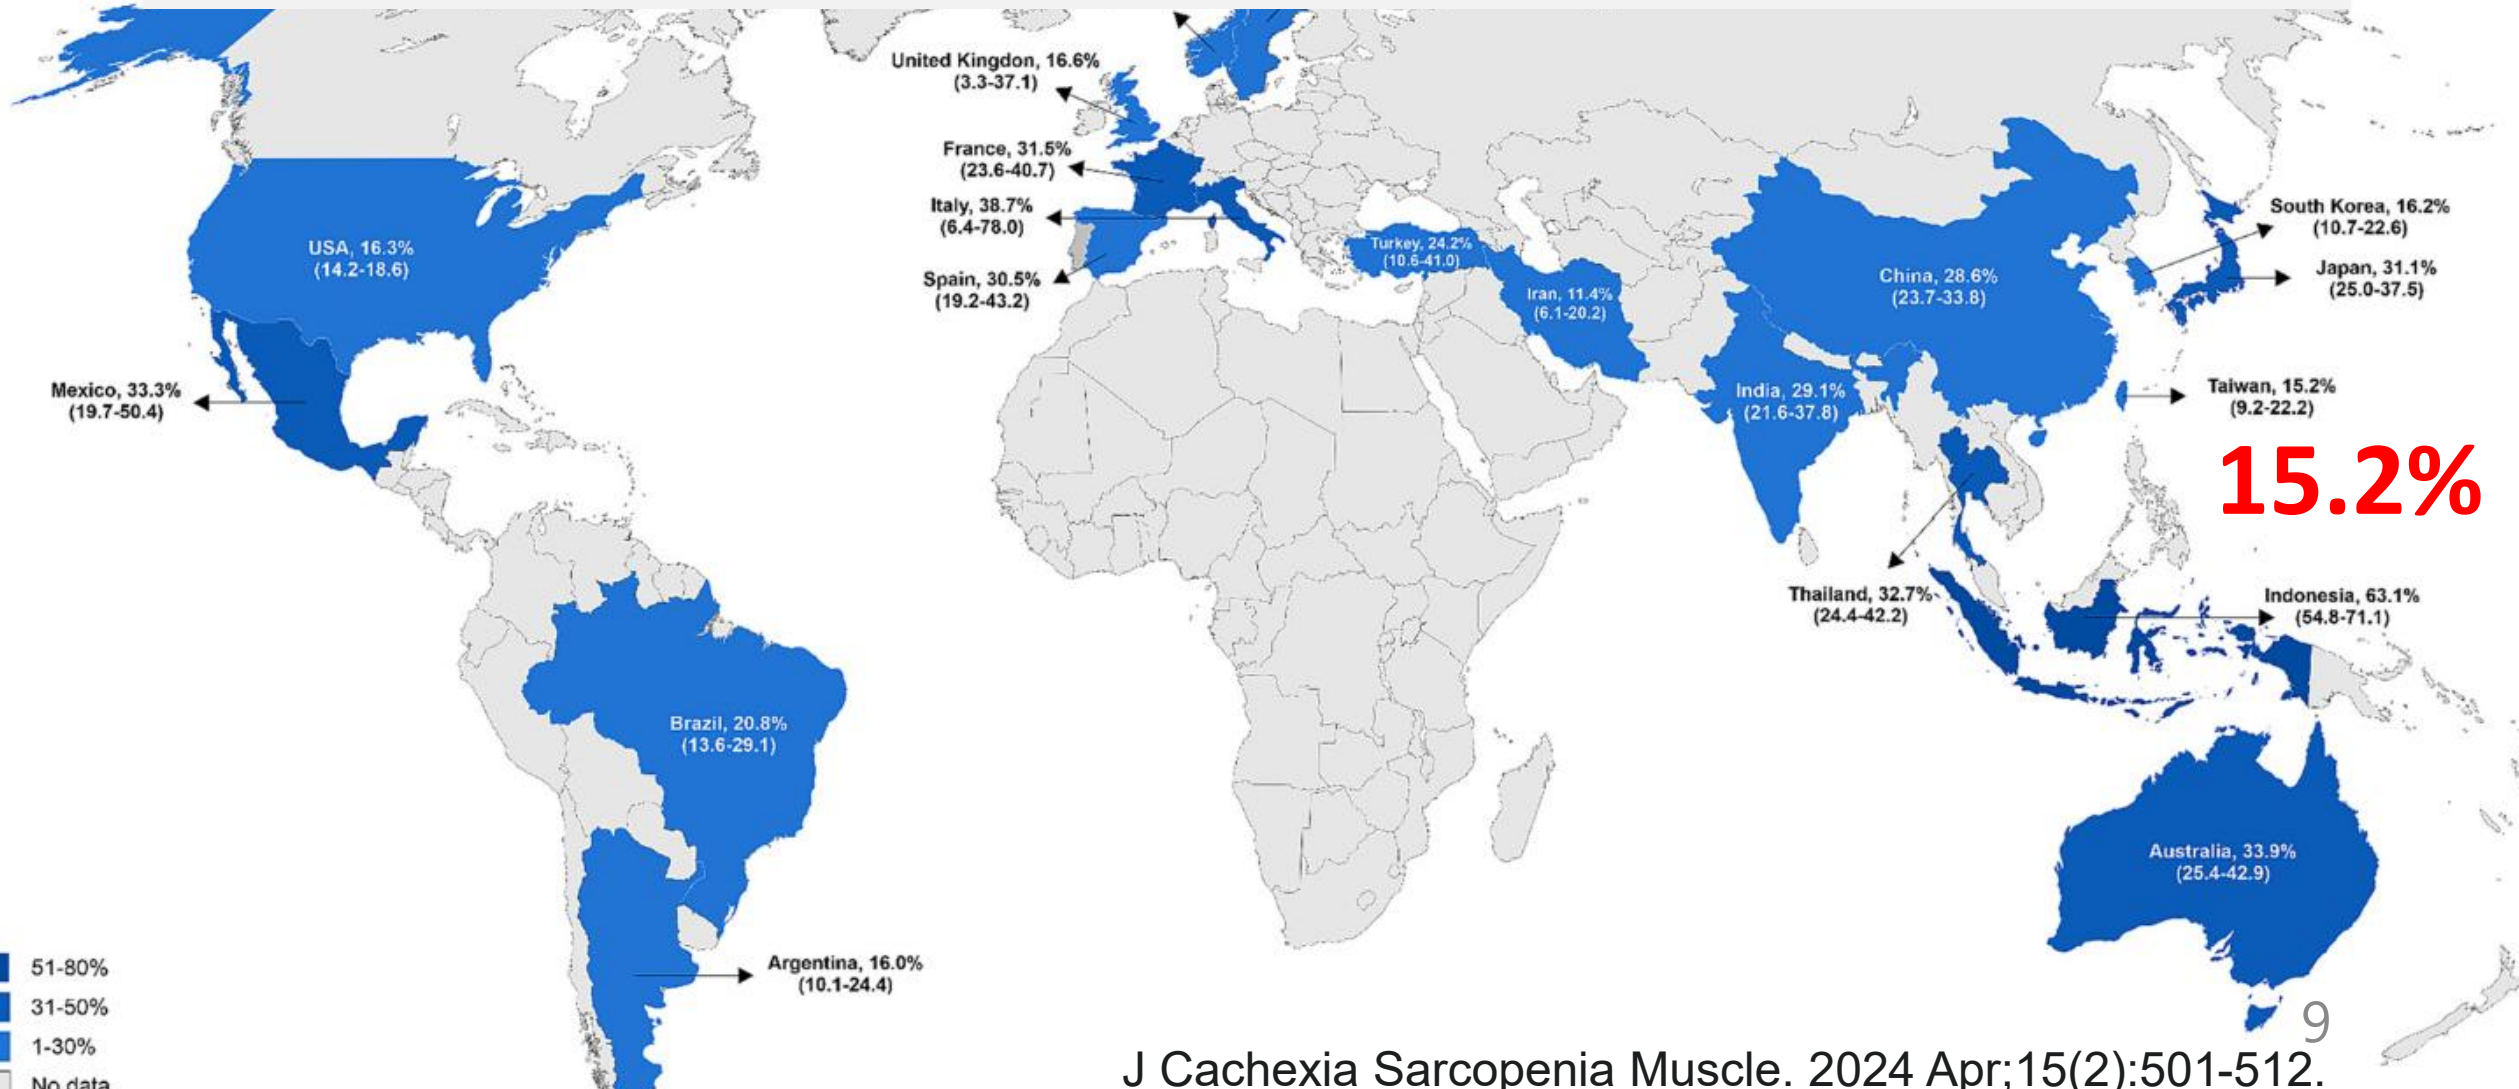 United Kingdon, 16.6%
(3.3-37.1)
France, 31.5%
(23.6-40.7)
Italy, 38.7%
(6.4-78.0)
Spain, 30.5%
(19.2-43.2)
USA, 16.3%
(14.2-18.6)
Mexico, 33.3%
(19.7-50.4)
Turkey, 24.2%
(10.6-41.0)
Iran, 11.4%
(6.1-20.2)
China, 28.6%
(23.7-33.8)
India, 29.1%
(21.6-37.8)
South Korea, 16.2%
(10.7-22.6)
Japan, 31.1%
(25.0-37.5)
Taiwan, 15.2%
(9.2-22.2)
15.2%
Thailand, 32.7%
(24.4-42.2)
Indonesia, 63.1%
(54.8-71.1)
Brazil, 20.8%
(13.6-29.1)
Australia, 33.9%
(25.4-42.9)
Argentina, 16.0%
(10.1-24.4)
51-80%
31-50%
1-30%
No data
9
J Cachexia Sarcopenia Muscle. 2024 Apr;15(2):501-512.